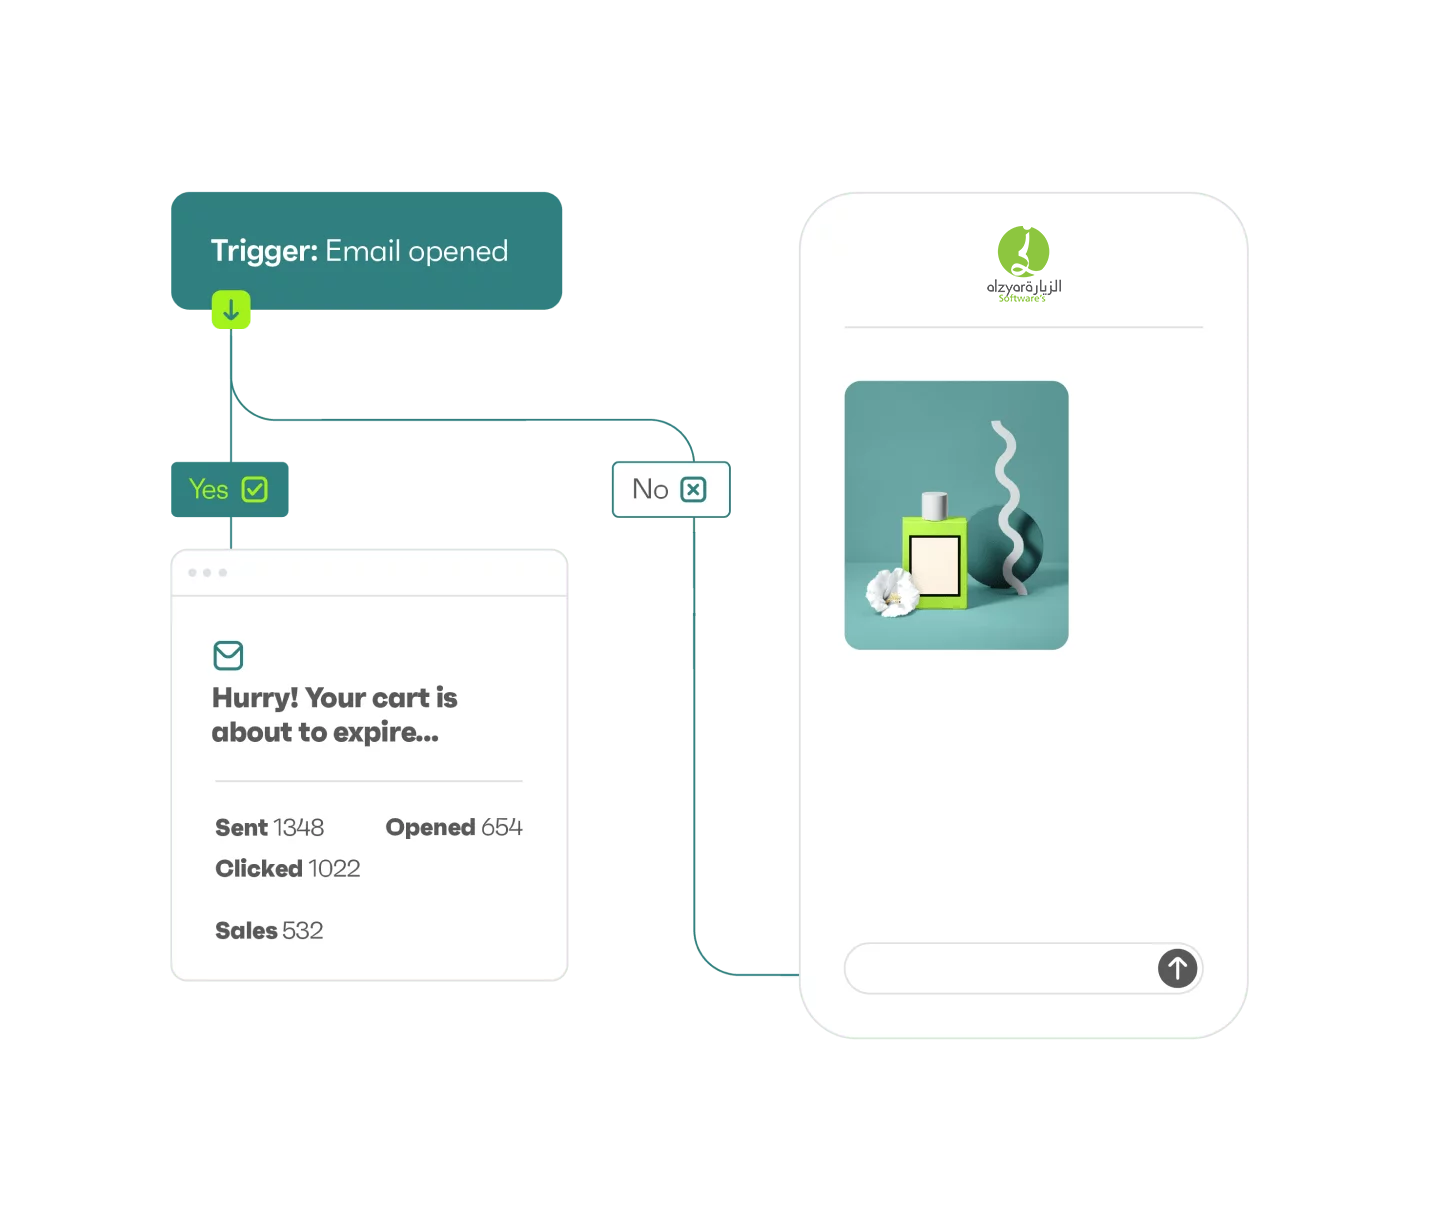 Trigger: Email opened
Yes
No
Hurry! Your cart is
about to expire...
Sent 1348
Opened 654
Clicked 1022
Sales 532
alzyarالزيارة
Software's